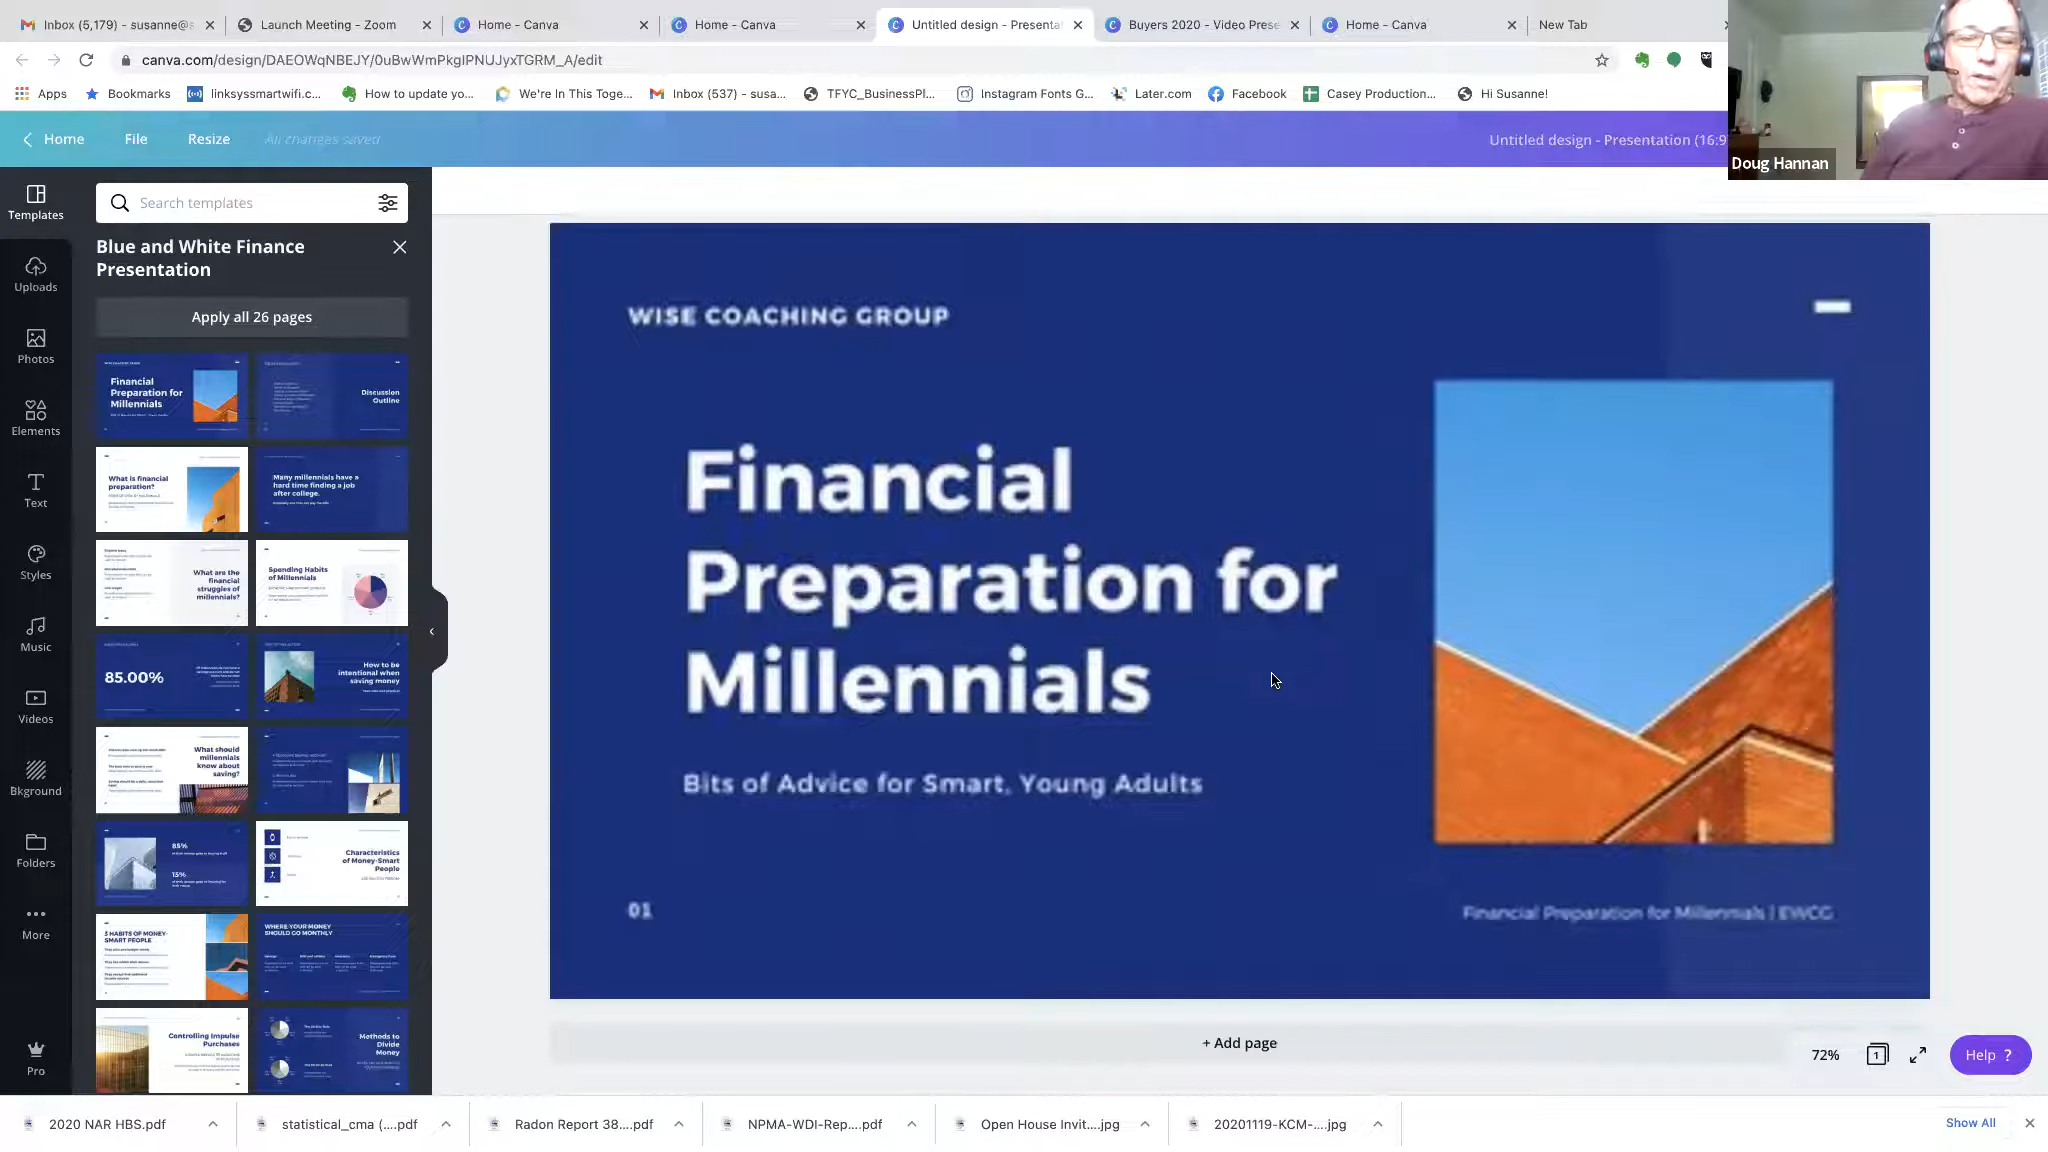 Inbox (5,179) - susanne@s
Launch Meeting - Zoom
Home - Canva
Home - Canva
Untitled design - Presenta
Buyers 2020 - Video Prese
Home - Canva
New Tab
canva.com/design/DAEOWqNBEJY/0uBwWmPkgIPNUJyxTGRM_A/edit
Apps
Bookmarks
linksyssmartwifi.c...
How to update yo...
We're In This Toge...
Inbox (537) - susa...
TFYC_BusinessPl...
Instagram Fonts G...
Later.com
Facebook
Casey Production...
Hi Susanne!
Home
File
Resize
All changes saved
Untitled design - Presentation (16:9
Doug Hannan
Templates
Uploads
Photos
Elements
Text
Styles
Music
Videos
Bkground
Folders
More
Pro
Search templates
Blue and White Finance
Presentation
Apply all 26 pages
Financial
Preparation for
Millennials
Discussion
Outline
What is financial
preparation?
Many millennials have a
hard time finding a job
after college.
What are the
financial
struggles of
millennials?
Spending Habits
of Millennials
85.00%
How to be
intentional when
saving money
What should
millennials
know about
saving?
85%
15%
Characteristics
of Money-Smart
People
3 HABITS OF MONEY-
SMART PEOPLE
WHERE YOUR MONEY
SHOULD GO MONTHLY
Controlling Impulse
Purchases
Methods to
Divide
Money
WISE COACHING GROUP
Financial
Preparation for
Millennials
Bits of Advice for Smart, Young Adults
01
Financial Preparation for Millennials | EWCG
+ Add page
72%
1
Help ?
2020 NAR HBS.pdf
statistical_cma (....pdf
Radon Report 38....pdf
NPMA-WDI-Rep....pdf
Open House Invit....jpg
20201119-KCM-....jpg
Show All